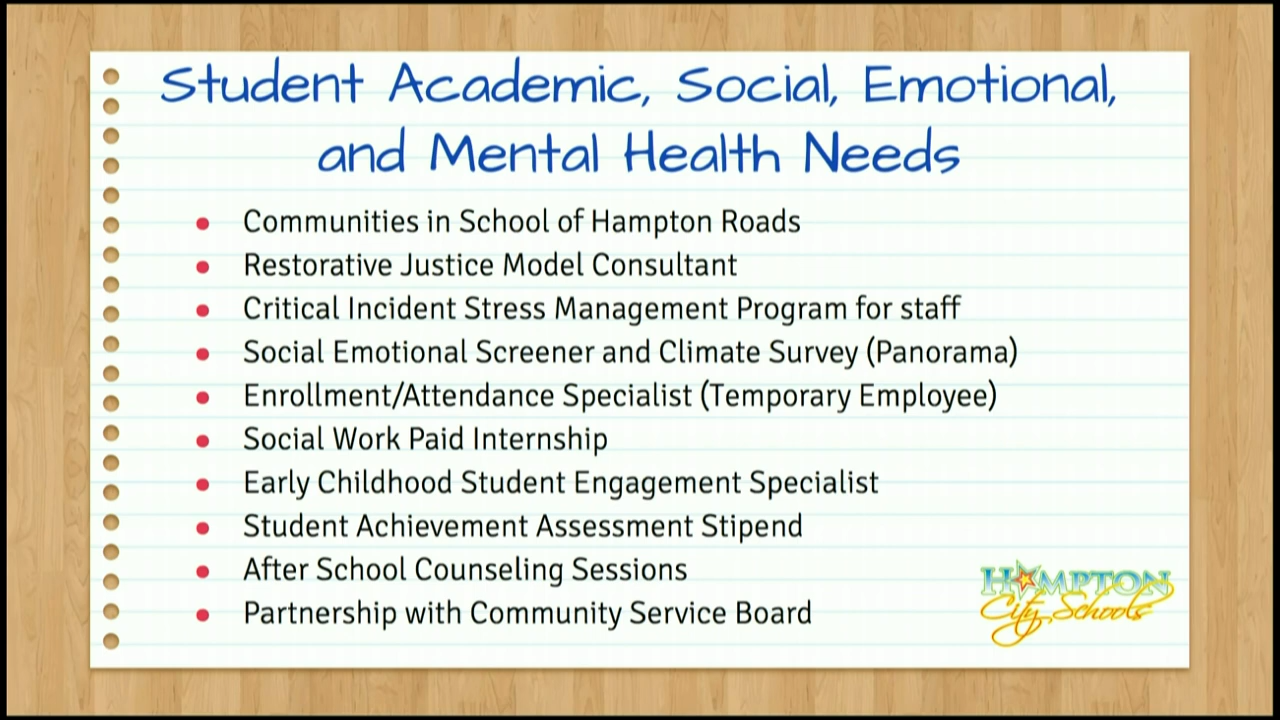 Student Academic, Social, Emotional,
and Mental Health Needs
Communities in School of Hampton Roads
Restorative Justice Model Consultant
Critical Incident Stress Management Program for staff
Social Emotional Screener and Climate Survey (Panorama)
Enrollment/Attendance Specialist (Temporary Employee)
Social Work Paid Internship
Early Childhood Student Engagement Specialist
Student Achievement Assessment Stipend
After School Counseling Sessions
Partnership with Community Service Board
HAMPTON
City Schools